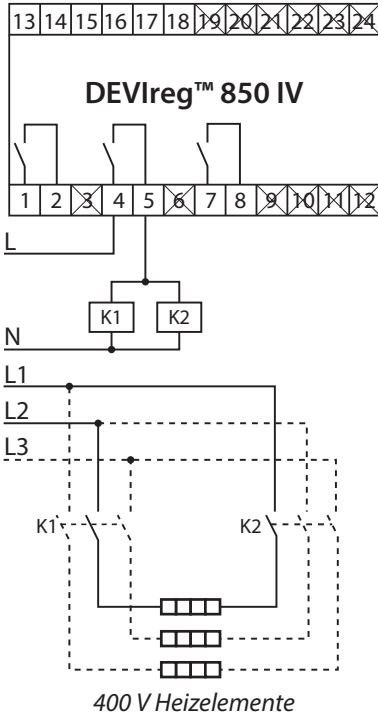 13 14 15 16 17 18 19 20 21 22 23 24
DEVIreg™ 850 IV
1 2 3 4 5 6 7 8 9 10 11 12
L
K1 K2
N
L1
L2
L3
K1 K2
400 V Heizelemente